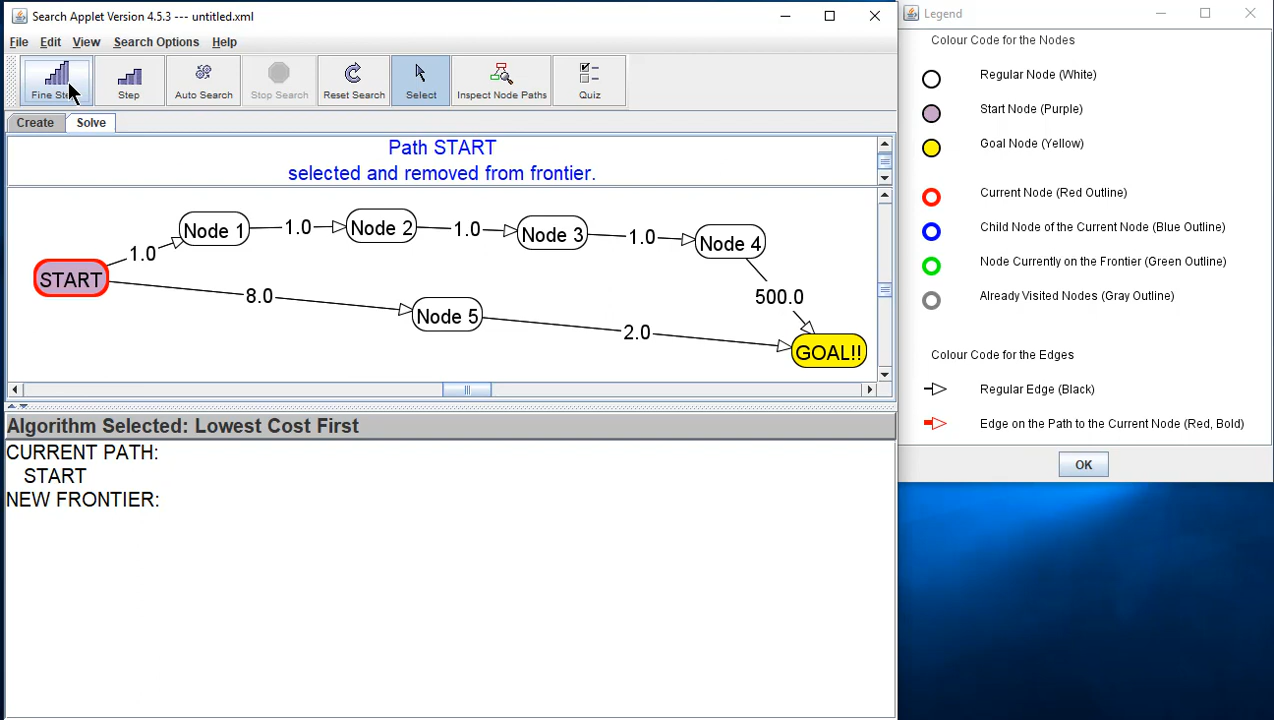 Search Applet Version 4.5.3 --- untitled.xml
File Edit View Search Options Help
Fine Step Auto Search Stop Search Reset Search Select Inspect Node Paths Quiz
Create Solve
Path START
selected and removed from frontier.
Node 1 1.0 Node 2 1.0 Node 3 1.0 Node 4
1.0
START
8.0
Node 5
2.0
500.0
GOAL!!
Algorithm Selected: Lowest Cost First
CURRENT PATH:
START
NEW FRONTIER:
Legend
Colour Code for the Nodes
Regular Node (White)
Start Node (Purple)
Goal Node (Yellow)
Current Node (Red Outline)
Child Node of the Current Node (Blue Outline)
Node Currently on the Frontier (Green Outline)
Already Visited Nodes (Gray Outline)
Colour Code for the Edges
Regular Edge (Black)
Edge on the Path to the Current Node (Red, Bold)
OK